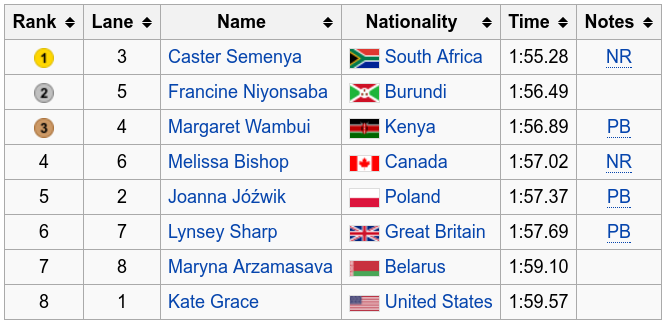 Rank Lane Name Nationality Time Notes
1 3 Caster Semenya South Africa 1:55.28 NR
2 5 Francine Niyonsaba Burundi 1:56.49
3 4 Margaret Wambui Kenya 1:56.89 PB
4 6 Melissa Bishop Canada 1:57.02 NR
5 2 Joanna Jóźwik Poland 1:57.37 PB
6 7 Lynsey Sharp Great Britain 1:57.69 PB
7 8 Maryna Arzamasava Belarus 1:59.10
8 1 Kate Grace United States 1:59.57